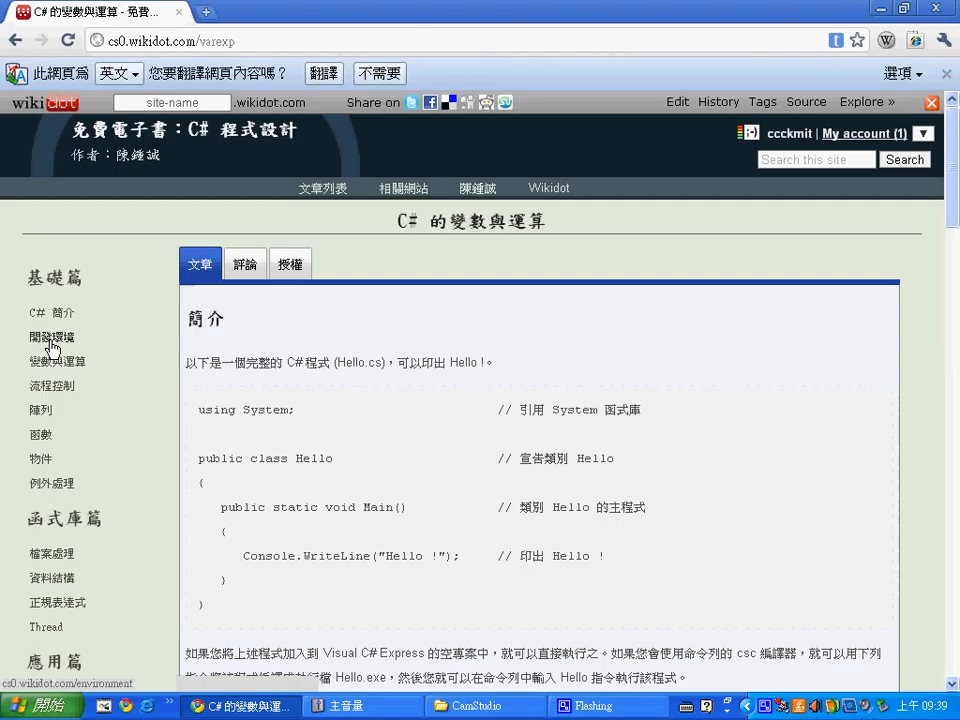 C# 的變數與運算 - 免費...
cs0.wikidot.com/varexp
此網頁為 英文 您要翻譯網頁內容嗎？ 翻譯 不需要 選項
wikidot site-name .wikidot.com Share on Edit History Tags Source Explore »
免費電子書：C# 程式設計
作者：陳鍾誠
ccckmit | My account (1)
Search this site Search
文章列表 相關網站 陳鍾誠 Wikidot
C# 的變數與運算
基礎篇
C# 簡介
開發環境
變數與運算
流程控制
陣列
函數
物件
例外處理
函式庫篇
檔案處理
資料結構
正規表達式
Thread
應用篇
文章 評論 授權
簡介
以下是一個完整的 C# 程式 (Hello.cs)，可以印出 Hello !。
using System; // 引用 System 函式庫
public class Hello // 宣告類別 Hello
{
public static void Main() // 類別 Hello 的主程式
{
Console.WriteLine("Hello !"); // 印出 Hello !
}
}
如果您將上述程式加入到 Visual C# Express 的空專案中，就可以直接執行之。如果您會使用命令列的 csc 編譯器，就可以用下列
Hello.exe，然後您就可以在命令列中輸入 Hello 指令執行該程式。
cs0.wikidot.com/environment
開始 C# 的變數與運算... 主音量 CamStudio Flashing 上午 09:39